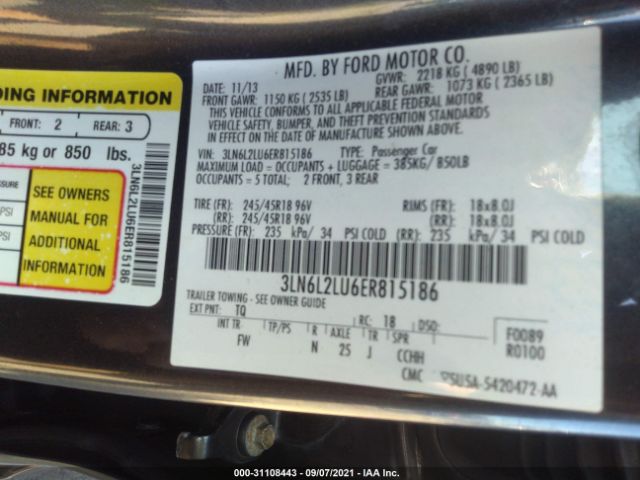 DING INFORMATION
FRONT: 2 REAR: 3
85 kg or 850 lbs.
SSURE
PSI
PSI
SEE OWNERS
MANUAL FOR
ADDITIONAL
INFORMATION
3LN6L2LU6ER815186
MFD. BY FORD MOTOR CO.
DATE: 11/13 GVWR: 2218 KG ( 4890 LB)
FRONT GAWR: 1150 KG ( 2535 LB) REAR GAWR: 1073 KG ( 2365 LB)
THIS VEHICLE CONFORMS TO ALL APPLICABLE FEDERAL MOTOR
VEHICLE SAFETY, BUMPER, AND THEFT PREVENTION STANDARDS
IN EFFECT ON THE DATE OF MANUFACTURE SHOWN ABOVE.
VIN: 3LN6L2LU6ER815186 TYPE: Passenger Car
MAXIMUM LOAD = OCCUPANTS + LUGGAGE = 385KG/ 850LB
OCCUPANTS = 5 TOTAL; 2 FRONT, 3 REAR
TIRE (FR): 245/45R18 96V RIMS (FR): 18x8.0J
(RR): 245/45R18 96V (RR): 18x8.0J
PRESSURE (FR): 235 kPa/ 34 PSI COLD (RR): 235 kPa/ 34 PSI COLD
3LN6L2LU6ER815186
TRAILER TOWING - SEE OWNER GUIDE
EXT PNT: TQ RC: 18 DSO: F0089
INT TR TP/PS R AXLE TR SPR R0100
FW N 25 J CCHH
CMC 5U5A-5420472-AA
000-31108443 - 09/07/2021 - IAA Inc.